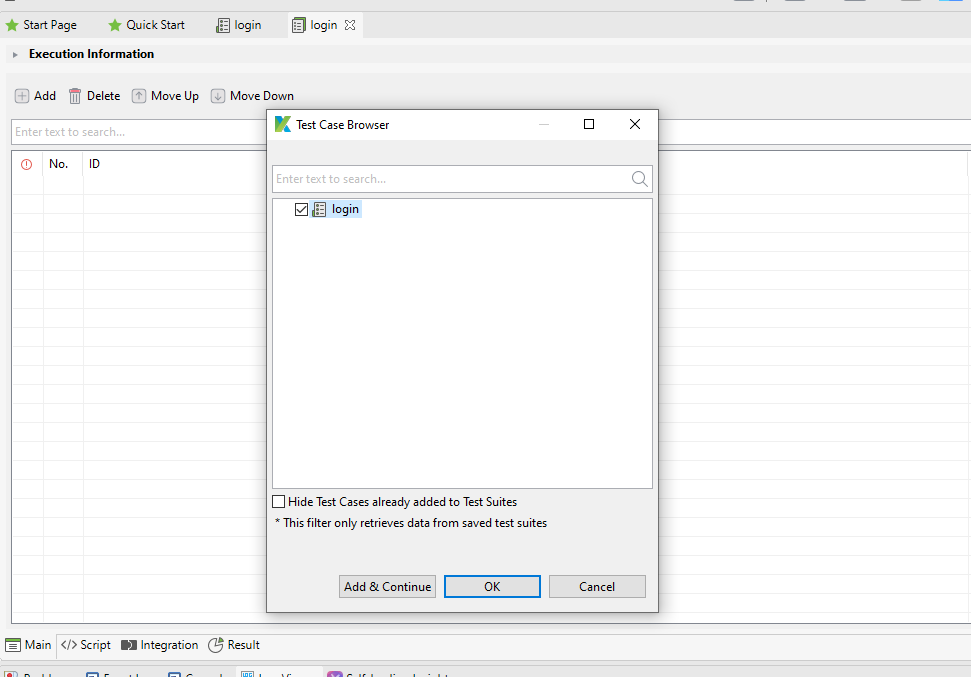 Start Page Quick Start login login
Execution Information
Add Delete Move Up Move Down
Enter text to search...
No. ID
Test Case Browser
Enter text to search...
login
Hide Test Cases already added to Test Suites
* This filter only retrieves data from saved test suites
Add & Continue OK Cancel
Main </> Script Integration Result